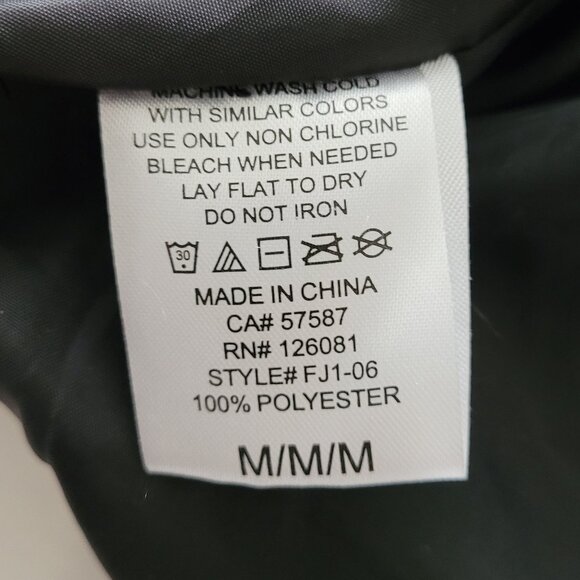 MACHINE WASH COLD
WITH SIMILAR COLORS
USE ONLY NON CHLORINE
BLEACH WHEN NEEDED
LAY FLAT TO DRY
DO NOT IRON
30
MADE IN CHINA
CA# 57587
RN# 126081
STYLE# FJ1-06
100% POLYESTER
M/M/M